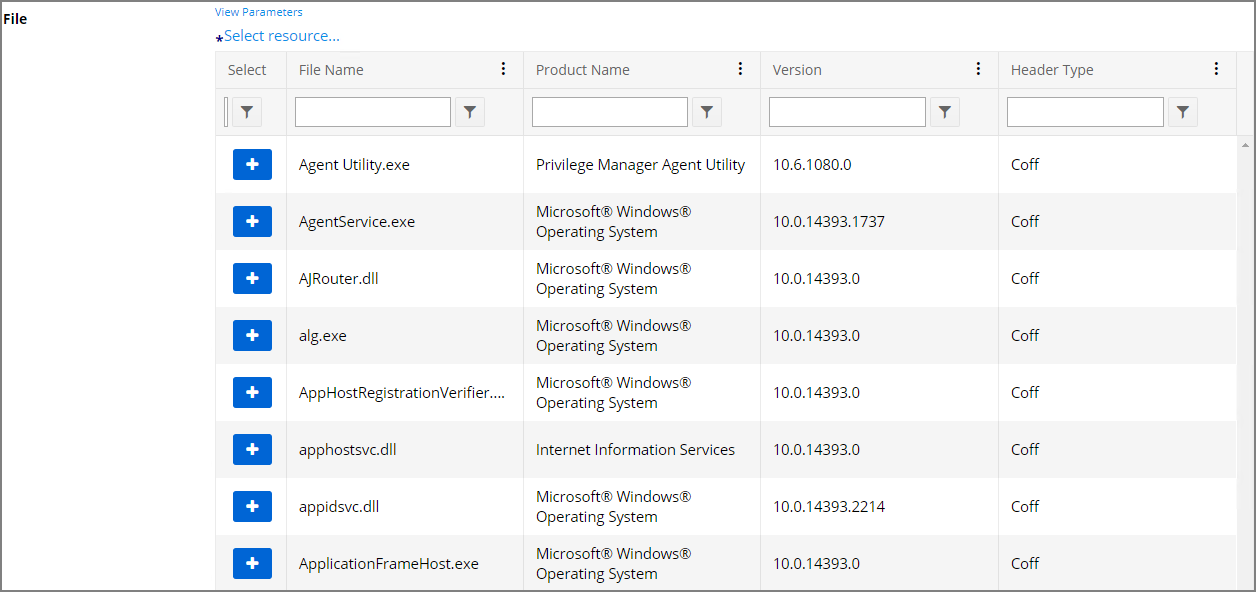 File
View Parameters
*Select resource...
Select File Name Product Name Version Header Type
Agent Utility.exe Privilege Manager Agent Utility 10.6.1080.0 Coff
AgentService.exe Microsoft® Windows® Operating System 10.0.14393.1737 Coff
AJRouter.dll Microsoft® Windows® Operating System 10.0.14393.0 Coff
alg.exe Microsoft® Windows® Operating System 10.0.14393.0 Coff
AppHostRegistrationVerifier.... Microsoft® Windows® Operating System 10.0.14393.0 Coff
apphostsvc.dll Internet Information Services 10.0.14393.0 Coff
appidsvc.dll Microsoft® Windows® Operating System 10.0.14393.2214 Coff
ApplicationFrameHost.exe Microsoft® Windows® Operating System 10.0.14393.0 Coff